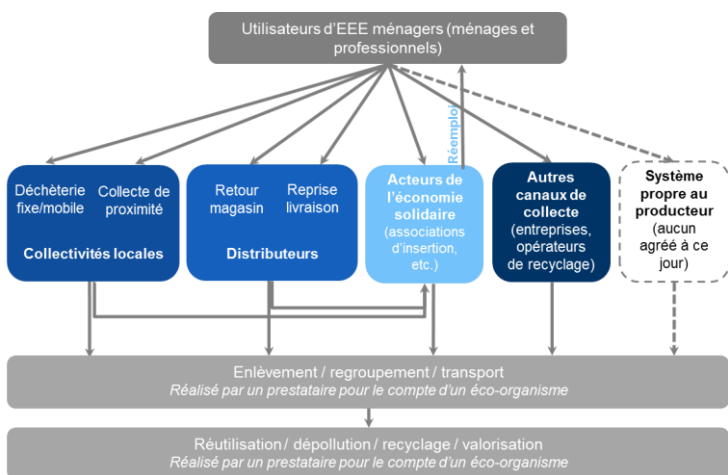 Utilisateurs d'EEE ménagers (ménages et
professionnels)
Réemploi
Déchèterie
fixe/mobile
Collecte de
proximité
Collectivités locales
Retour
magasin
Reprise
livraison
Distributeurs
Acteurs de
l'économie
solidaire
(associations
d'insertion,
etc.)
Autres
canaux de
collecte
(entreprises,
opérateurs
de recyclage)
Système
propre au
producteur
(aucun
agréé à ce
jour)
Enlèvement / regroupement / transport
Réalisé par un prestataire pour le compte d'un éco-organisme
Réutilisation / dépollution / recyclage / valorisation
Réalisé par un prestataire pour le compte d'un éco-organisme